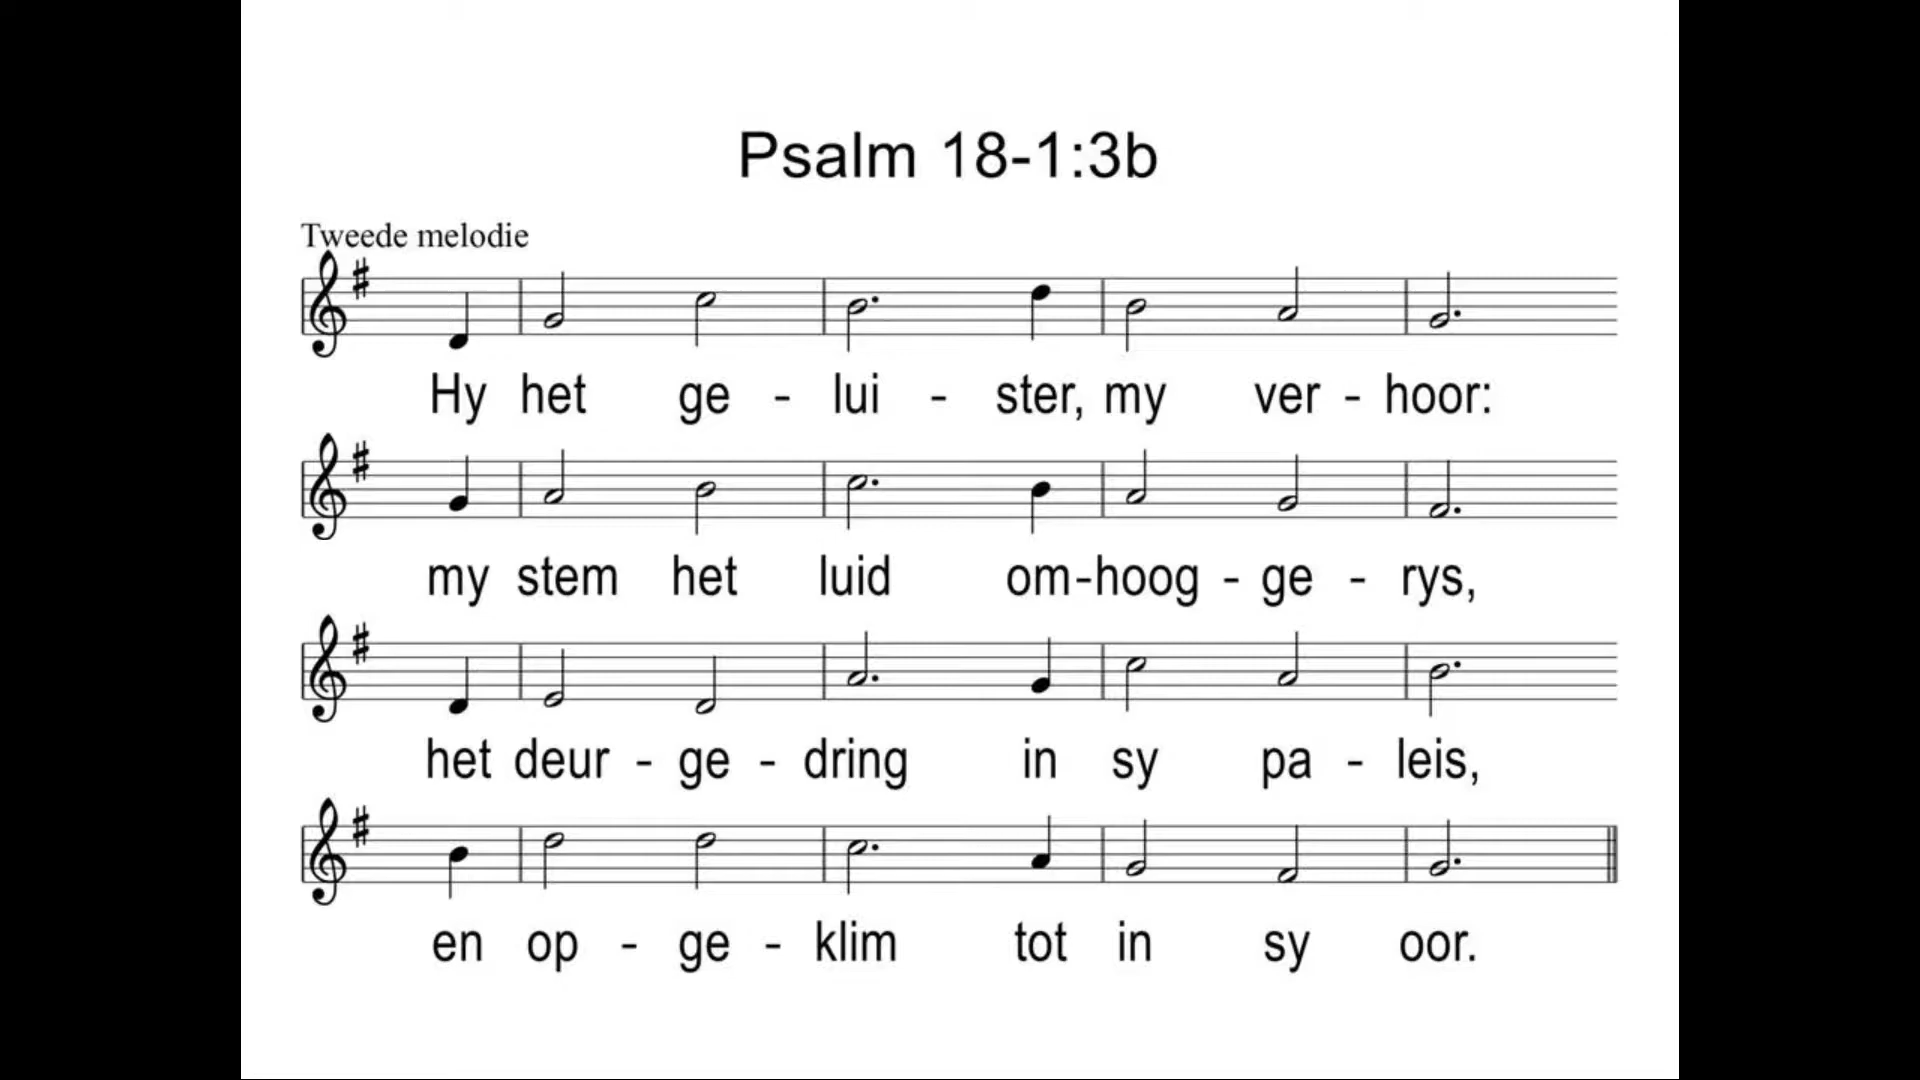 Psalm 18-1:3b
Tweede melodie
Hy het ge - lui - ster, my ver - hoor:
my stem het luid om-hoog - ge - rys,
het deur - ge - dring in sy pa - leis,
en op - ge - klim tot in sy oor.